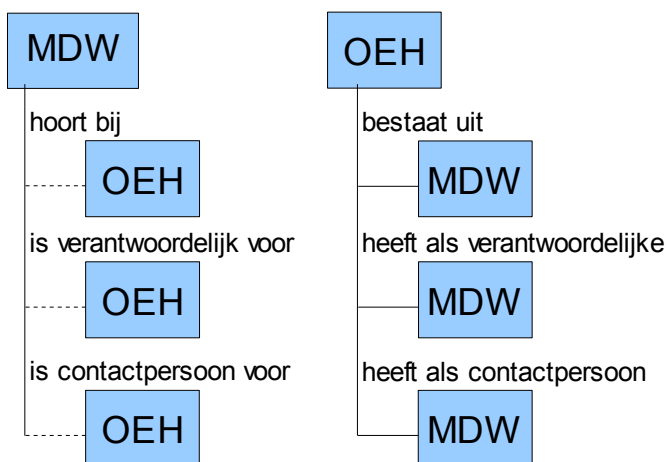 MDW
hoort bij
OEH
is verantwoordelijk voor
OEH
is contactpersoon voor
OEH
OEH
bestaat uit
MDW
heeft als verantwoordelijke
MDW
heeft als contactpersoon
MDW